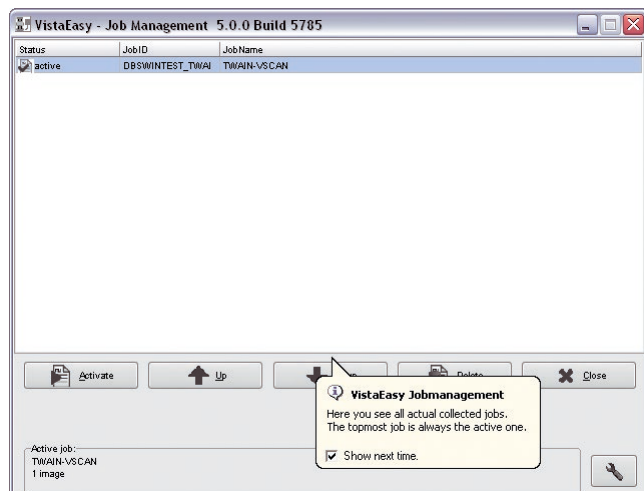 VistaEasy - Job Management 5.0.0 Build 5785
Status JobID JobName
active DBSWINTEST_TWAI TWAIN-VSCAN
Activate Up Delete Close
VistaEasy Jobmanagement
Here you see all actual collected jobs.
The topmost job is always the active one.
Show next time.
Active job:
TWAIN-VSCAN
1 image